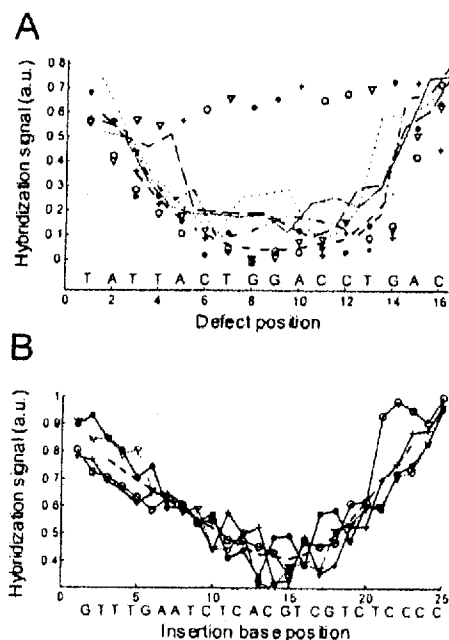 A
Hybridization signal (a.u.)
0.8
0.7
0.6
0.5
0.4
0.3
0.2
0.1
0
T A T T A C T G G A C C T G A C
0 2 4 6 8 10 12 14 16
Defect position
B
Hybridization signal (a.u.)
1
0.9
0.8
0.7
0.6
0.5
0.4
0 5 10 15 20 25
G T T T G A A T C T C A C G T C G T C T C C C C
Insertion base position